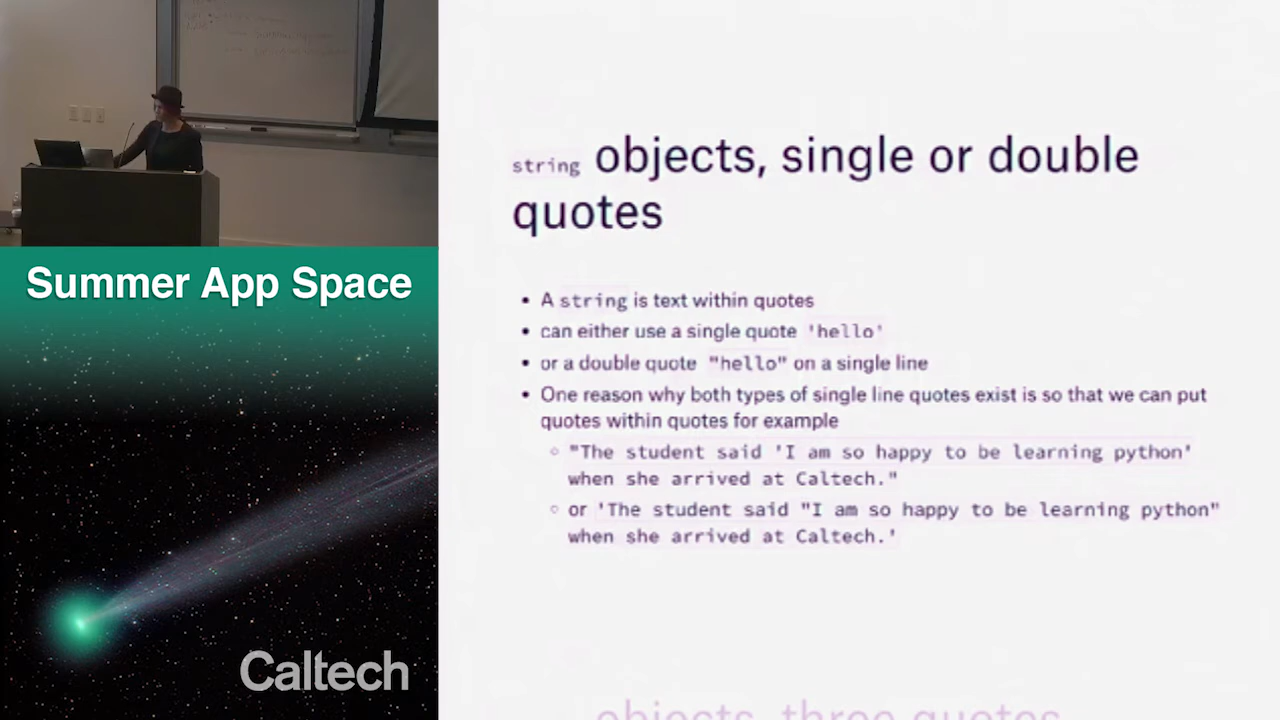 Summer App Space
Caltech
string objects, single or double
quotes
• A string is text within quotes
• can either use a single quote 'hello'
• or a double quote "hello" on a single line
• One reason why both types of single line quotes exist is so that we can put
quotes within quotes for example
◦ "The student said 'I am so happy to be learning python'
when she arrived at Caltech."
◦ or 'The student said "I am so happy to be learning python"
when she arrived at Caltech.'
objects, three quotes